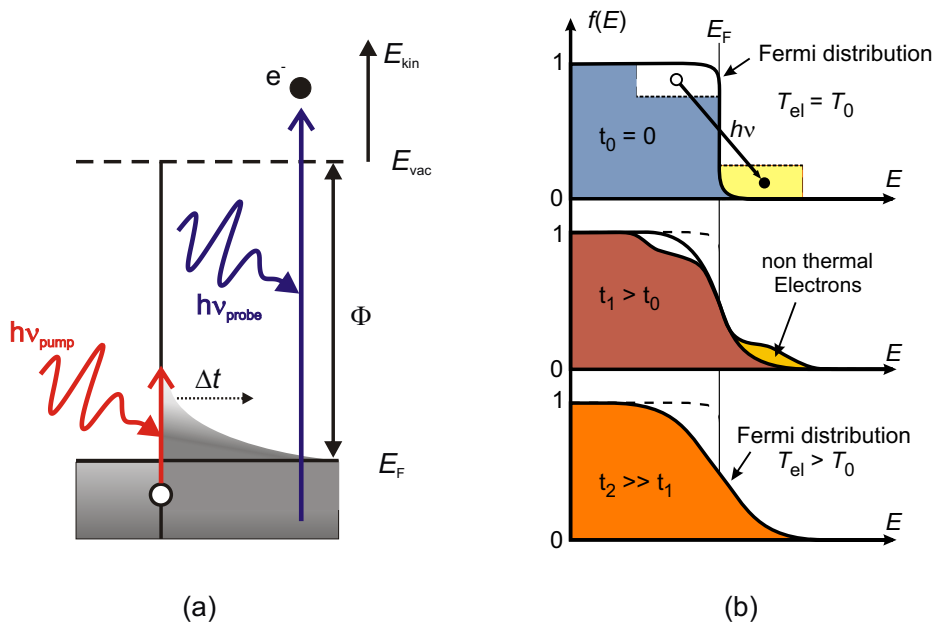 e⁻
E_kin
E_vac
hν_probe
Φ
hν_pump
Δt
E_F
(a)
f(E)
E_F
1
Fermi distribution
T_el = T_0
t_0 = 0
hν
E
0
1
non thermal
Electrons
t_1 > t_0
E
0
1
Fermi distribution
T_el > T_0
t_2 >> t_1
E
0
(b)